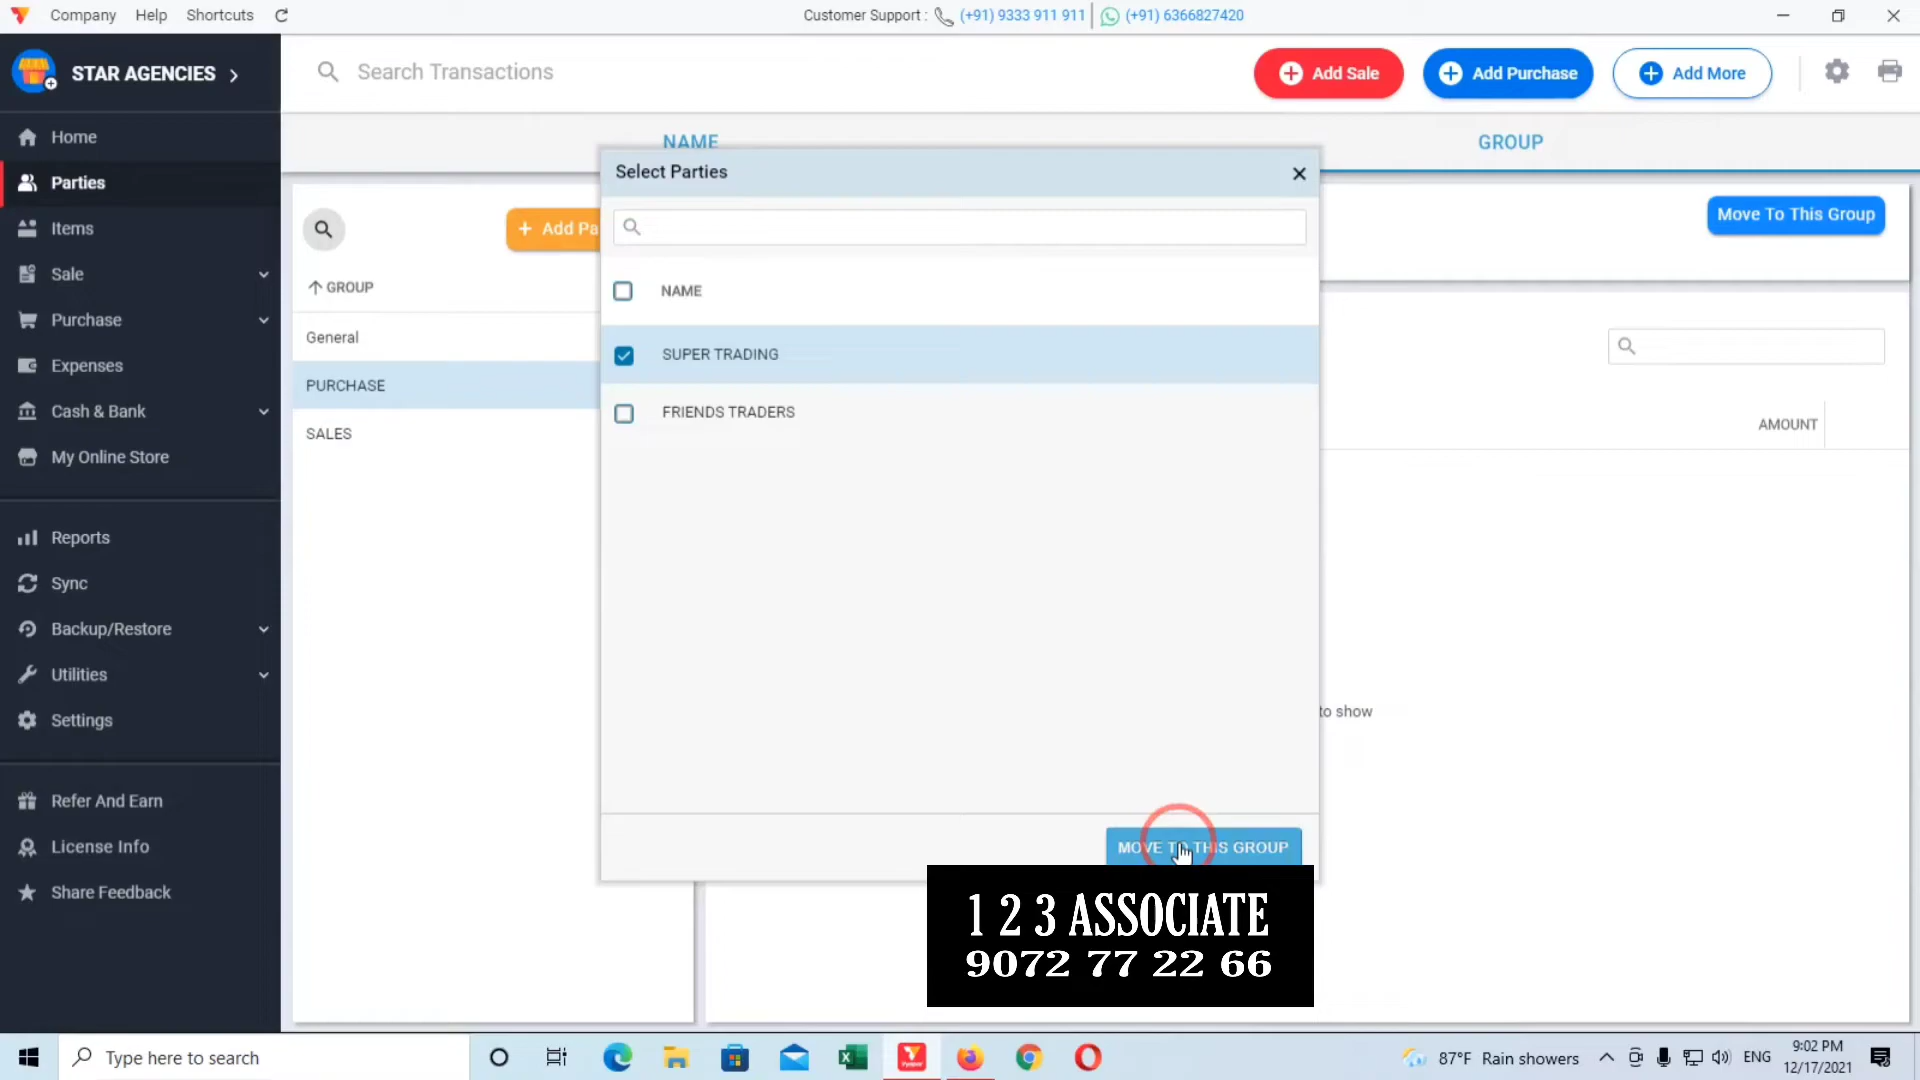 Company Help Shortcuts
Customer Support : (+91) 9333 911 911 (+91) 6366827420
STAR AGENCIES
Search Transactions
Add Sale
Add Purchase
Add More
Home
Parties
Items
Sale
Purchase
Expenses
Cash & Bank
My Online Store
Reports
Sync
Backup/Restore
Utilities
Settings
Refer And Earn
License Info
Share Feedback
NAME
GROUP
+ Add Pa
GROUP
General
PURCHASE
SALES
Select Parties
NAME
SUPER TRADING
FRIENDS TRADERS
MOVE TO THIS GROUP
Move To This Group
AMOUNT
to show
1 2 3 ASSOCIATE
9072 77 22 66
Type here to search
87°F Rain showers
ENG
9:02 PM
12/17/2021